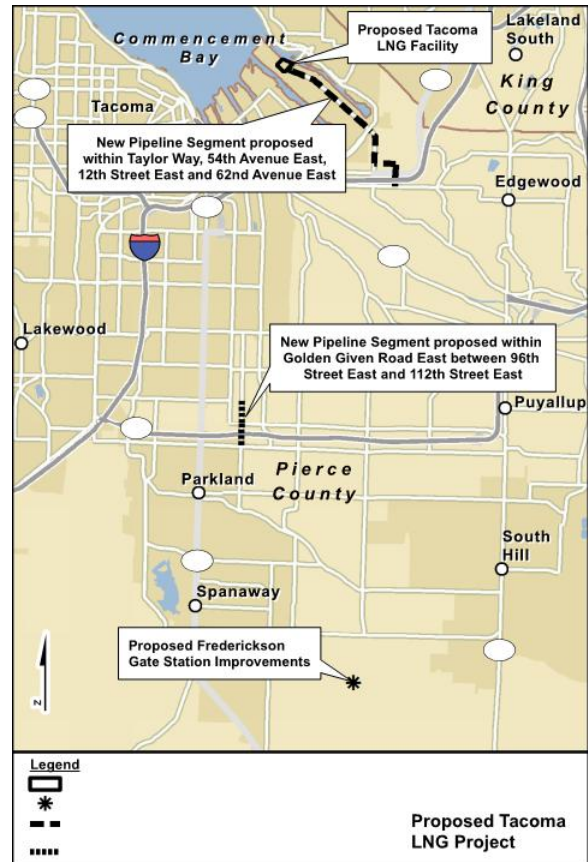 Commencement
Bay
Proposed Tacoma
LNG Facility
Lakeland
South
King
County
Tacoma
New Pipeline Segment proposed
within Taylor Way, 54th Avenue East,
12th Street East and 62nd Avenue East
Edgewood
Lakewood
New Pipeline Segment proposed within
Golden Given Road East between 96th
Street East and 112th Street East
Puyallup
Pierce
County
Parkland
South
Hill
Spanaway
Proposed Frederickson
Gate Station Improvements
N
Legend
Proposed Tacoma
LNG Project